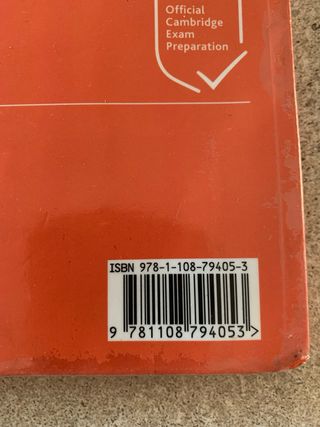 Official
Cambridge
Exam
Preparation
ISBN 978-1-108-79405-3
9 781108 794053>